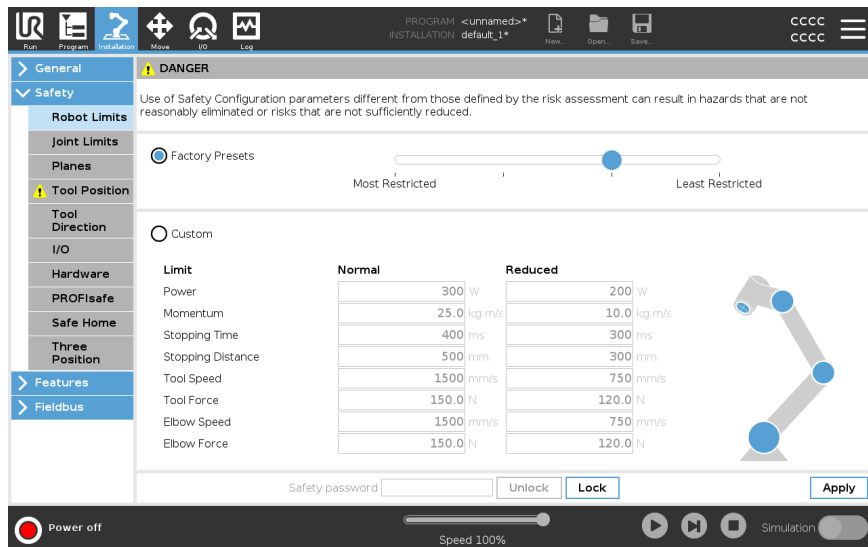 PROGRAM <unnamed>*
INSTALLATION default_1*
UR
Run Program Installation Move I/O Log New... Open... Save...
CCCC
CCCC
General
Safety
Robot Limits
Joint Limits
Planes
Tool Position
Tool
Direction
I/O
Hardware
PROFIsafe
Safe Home
Three
Position
Features
Fieldbus
DANGER
Use of Safety Configuration parameters different from those defined by the risk assessment can result in hazards that are not
reasonably eliminated or risks that are not sufficiently reduced.
Factory Presets
Most Restricted Least Restricted
Custom
Limit Normal Reduced
Power 300 W 200 W
Momentum 25.0 kg m/s 10.0 kg m/s
Stopping Time 400 ms 300 ms
Stopping Distance 500 mm 300 mm
Tool Speed 1500 mm/s 750 mm/s
Tool Force 150.0 N 120.0 N
Elbow Speed 1500 mm/s 750 mm/s
Elbow Force 150.0 N 120.0 N
Safety password Unlock Lock Apply
Power off
Speed 100%
Simulation